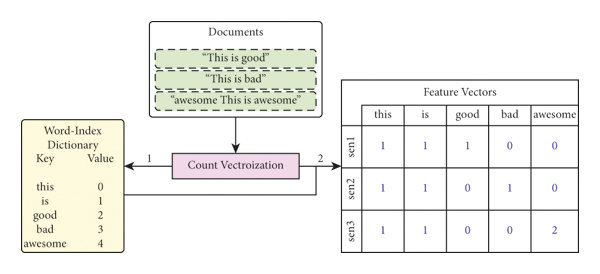 Documents
“This is good”
“This is bad”
“awesome This is awesome”
Word-Index
Dictionary
Key Value
this 0
is 1
good 2
bad 3
awesome 4
1
Count Vectroization
2
Feature Vectors
this is good bad awesome
sen1 1 1 1 0 0
sen2 1 1 0 1 0
sen3 1 1 0 0 2